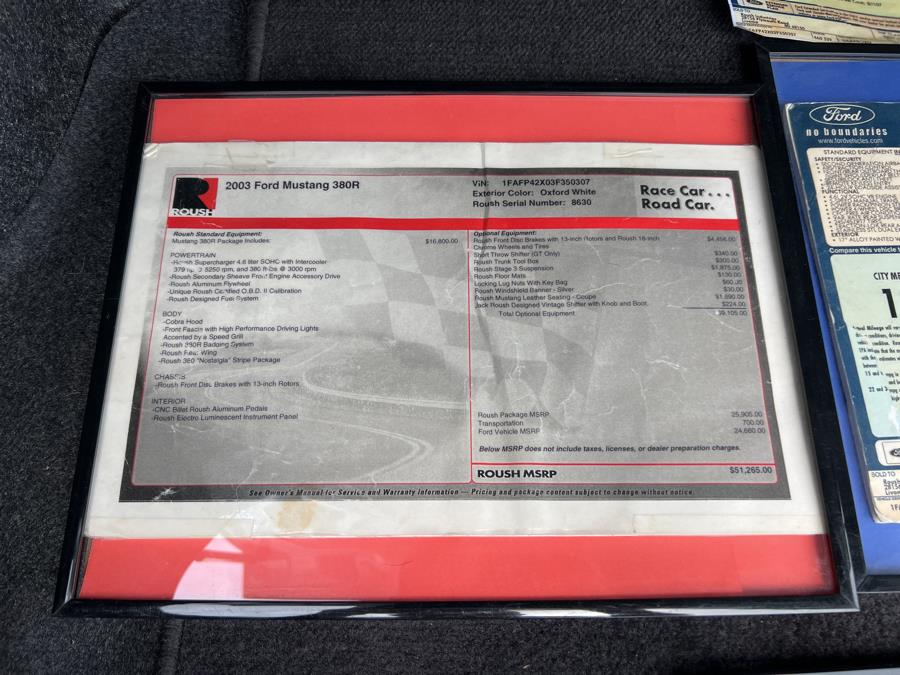 2003 Ford Mustang 380R
ROUSH
VIN: 1FAFP42X03F350307
Exterior Color: Oxford White
Roush Serial Number: 8630
Race Car...
Road Car.
Roush Standard Equipment:
Mustang 380R Package Includes: $16,800.00
POWERTRAIN
-Roush Supercharger 4.6 liter SOHC with Intercooler
379 hp @ 5250 rpm, and 380 ft-lbs @ 3000 rpm
-Roush Secondary Sheave Front Engine Accessory Drive
-Roush Aluminum Flywheel
-Unique Roush Certified O.B.D. II Calibration
-Roush Designed Fuel System
BODY
-Cobra Hood
-Front Fascia with High Performance Driving Lights
Accented by a Speed Grill
-Roush 380R Badging System
-Roush Rear Wing
-Roush 360 "Nostalgia" Stripe Package
CHASSIS
-Roush Front Disc Brakes with 13-inch Rotors
INTERIOR
-CNC Billet Roush Aluminum Pedals
-Roush Electro Luminescent Instrument Panel
Optional Equipment:
Roush Front Disc Brakes with 13-inch Rotors and Roush 18-inch $4,456.00
Chrome Wheels and Tires
Short Throw Shifter (GT Only) $340.00
Roush Trunk Tool Box
Roush Stage 3 Suspension $1,875.00
Roush Floor Mats $130.00
Locking Lug Nuts With Key Bag
Roush Windshield Banner - Silver $30.00
Roush Mustang Leather Seating - Coupe $1,690.00
Jack Roush Designed Vintage Shifter with Knob and Boot. $224.00
Total Optional Equipment $9,105.00
Roush Package MSRP 25,905.00
Transportation 700.00
Ford Vehicle MSRP 24,660.00
Below MSRP does not include taxes, licenses, or dealer preparation charges.
ROUSH MSRP $51,265.00
See Owner's Manual for Service and Warranty Information — Pricing and package content subject to change without notice
Ford
no boundaries
www.fordvehicles.com
STANDARD EQUIPMENT
SAFETY/SECURITY
FUNCTIONAL
EXTERIOR
Compare this vehicle
CITY M
SOLD TO